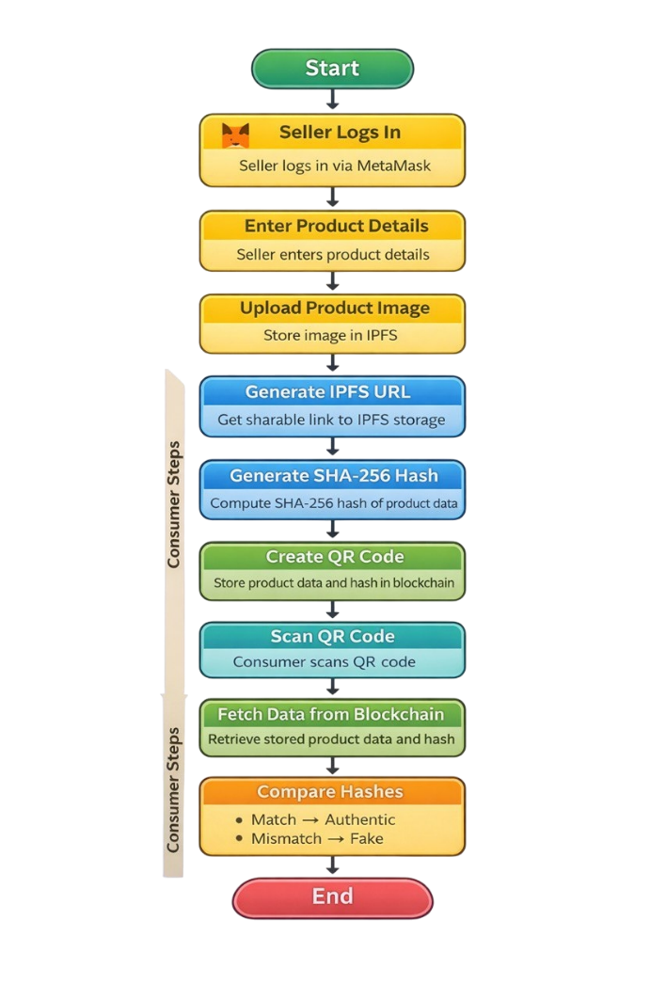 Start
Seller Logs In
Seller logs in via MetaMask
Enter Product Details
Seller enters product details
Upload Product Image
Store image in IPFS
Generate IPFS URL
Get sharable link to IPFS storage
Consumer Steps
Generate SHA-256 Hash
Compute SHA-256 hash of product data
Create QR Code
Store product data and hash in blockchain
Scan QR Code
Consumer scans QR code
Fetch Data from Blockchain
Retrieve stored product data and hash
Consumer Steps
Compare Hashes
• Match → Authentic
• Mismatch → Fake
End